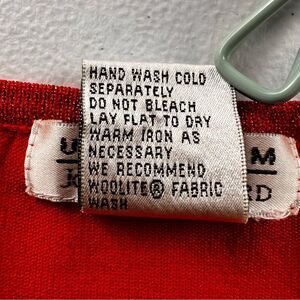 HAND WASH COLD
SEPARATELY
DO NOT BLEACH
LAY FLAT TO DRY
WARM IRON AS
NECESSARY
WE RECOMMEND
WOOLITE® FABRIC
WASH
M